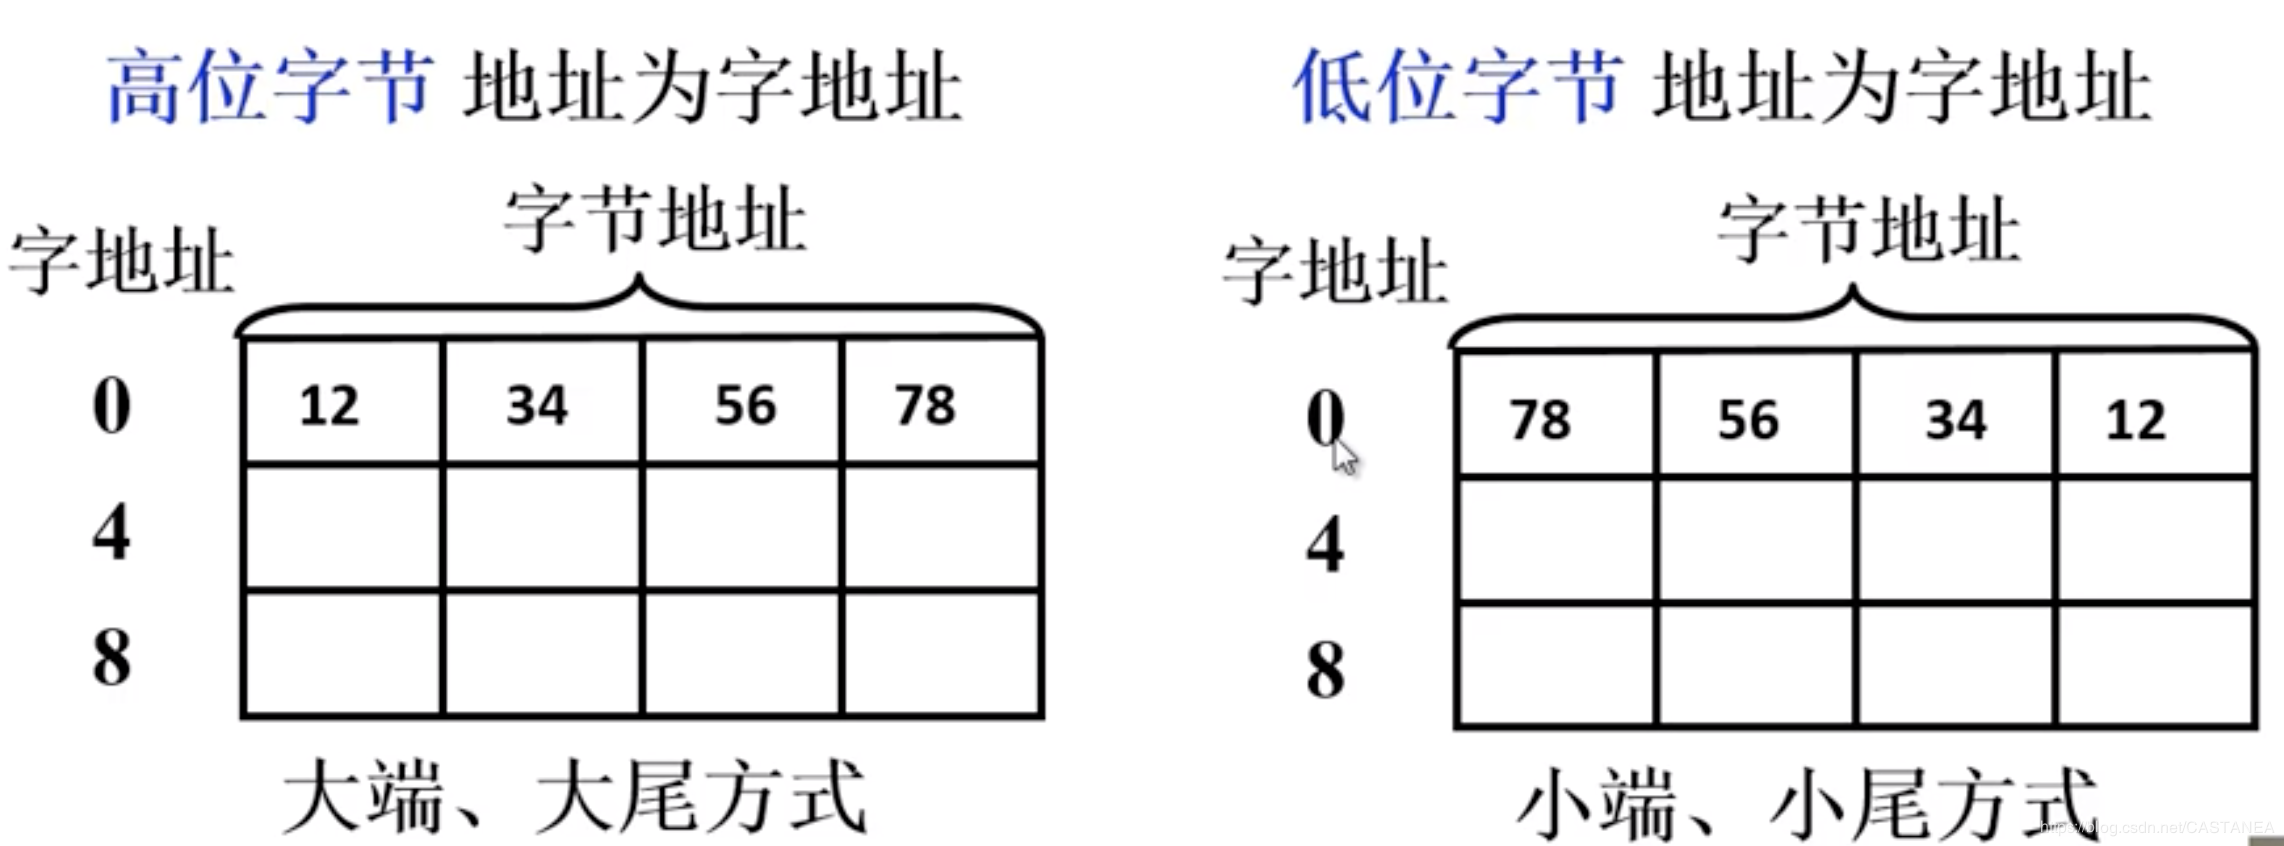 高位字节 地址为字地址
字节地址
字地址
0 12 34 56 78
4
8
大端、大尾方式
低位字节 地址为字地址
字节地址
字地址
0 78 56 34 12
4
8
小端、小尾方式
https://blog.csdn.net/CASTANEA